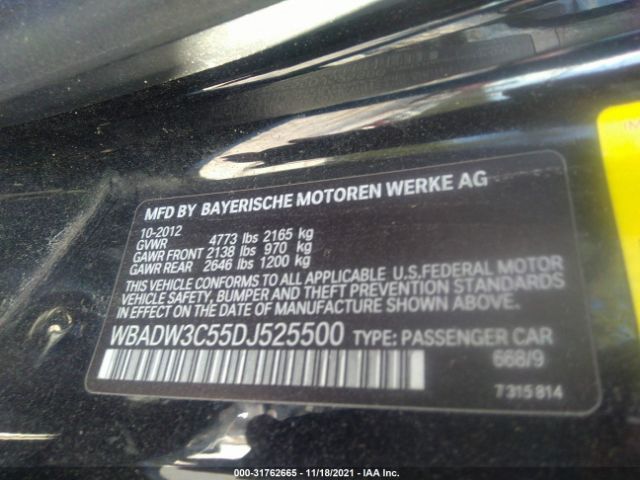 MFD BY BAYERISCHE MOTOREN WERKE AG
10-2012
GVWR 4773 lbs 2165 kg
GAWR FRONT 2138 lbs 970 kg
GAWR REAR 2646 lbs 1200 kg
THIS VEHICLE CONFORMS TO ALL APPLICABLE U.S.FEDERAL MOTOR
VEHICLE SAFETY, BUMPER AND THEFT PREVENTION STANDARDS
IN EFFECT ON THE DATE OF MANUFACTURE SHOWN ABOVE.
WBADW3C55DJ525500 TYPE: PASSENGER CAR
668/9
7315814
000-31762665 - 11/18/2021 - IAA Inc.